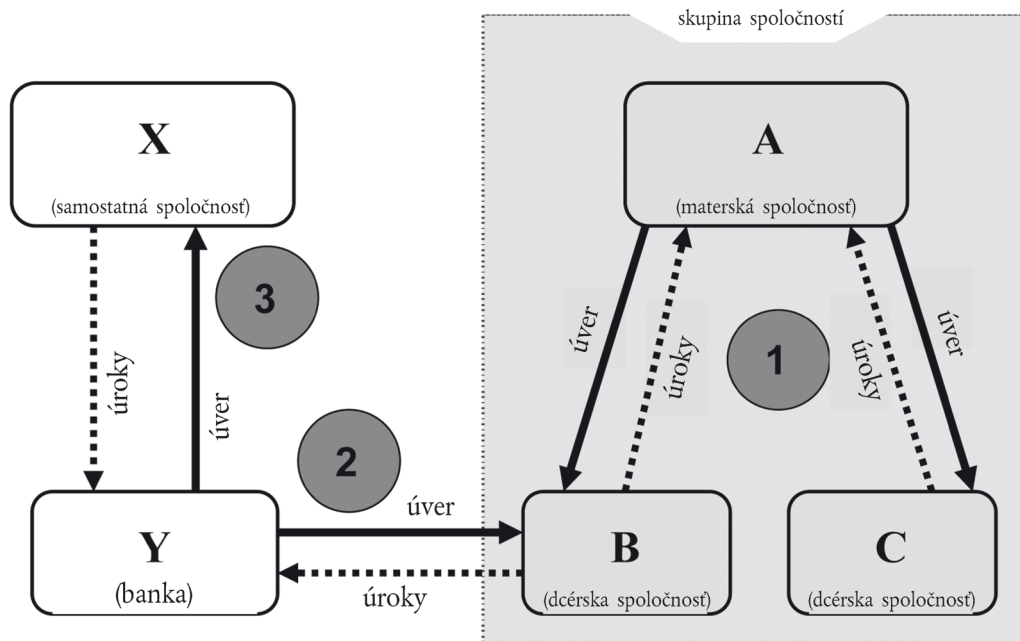 skupina spoločností
X
(samostatná spoločnosť)
A
(materská spoločnosť)
3
úroky
úver
úver
úroky
1
úroky
úver
2
úver
úroky
Y
(banka)
B
(dcérska spoločnosť)
C
(dcérska spoločnosť)